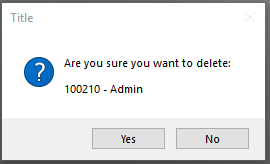 Title
Are you sure you want to delete:
100210 - Admin
Yes
No